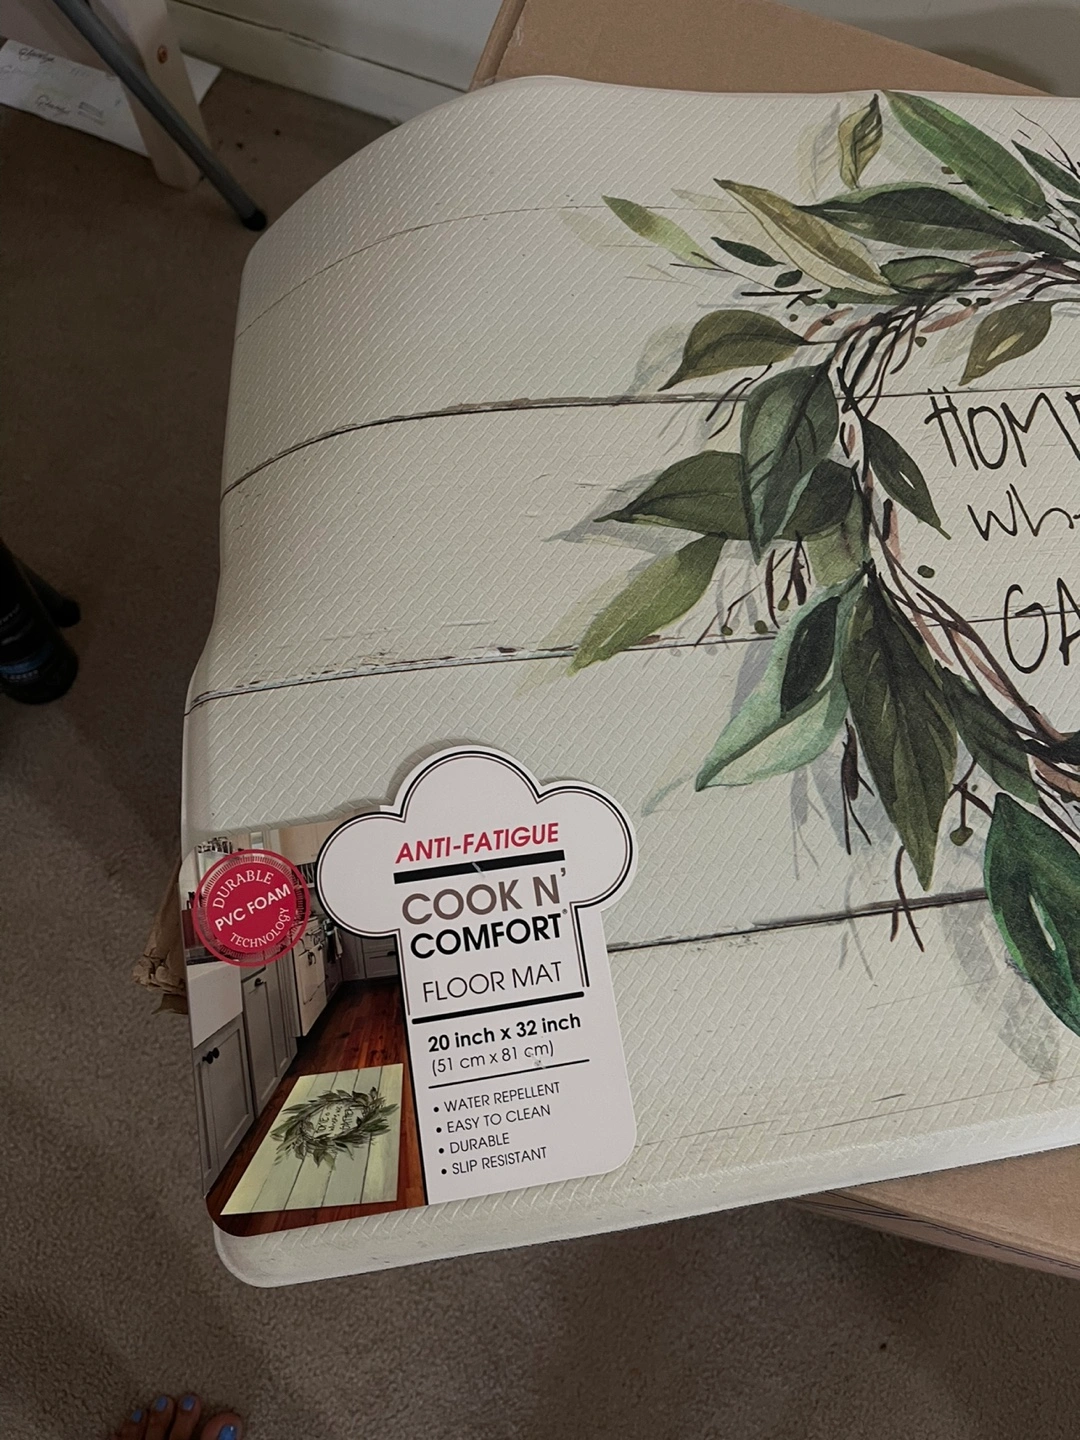 HOME
wh
GA
ANTI-FATIGUE
COOK N'
COMFORT®
FLOOR MAT
20 inch x 32 inch
(51 cm x 81 cm)
• WATER REPELLENT
• EASY TO CLEAN
• DURABLE
• SLIP RESISTANT
DURABLE
PVC FOAM
TECHNOLOGY